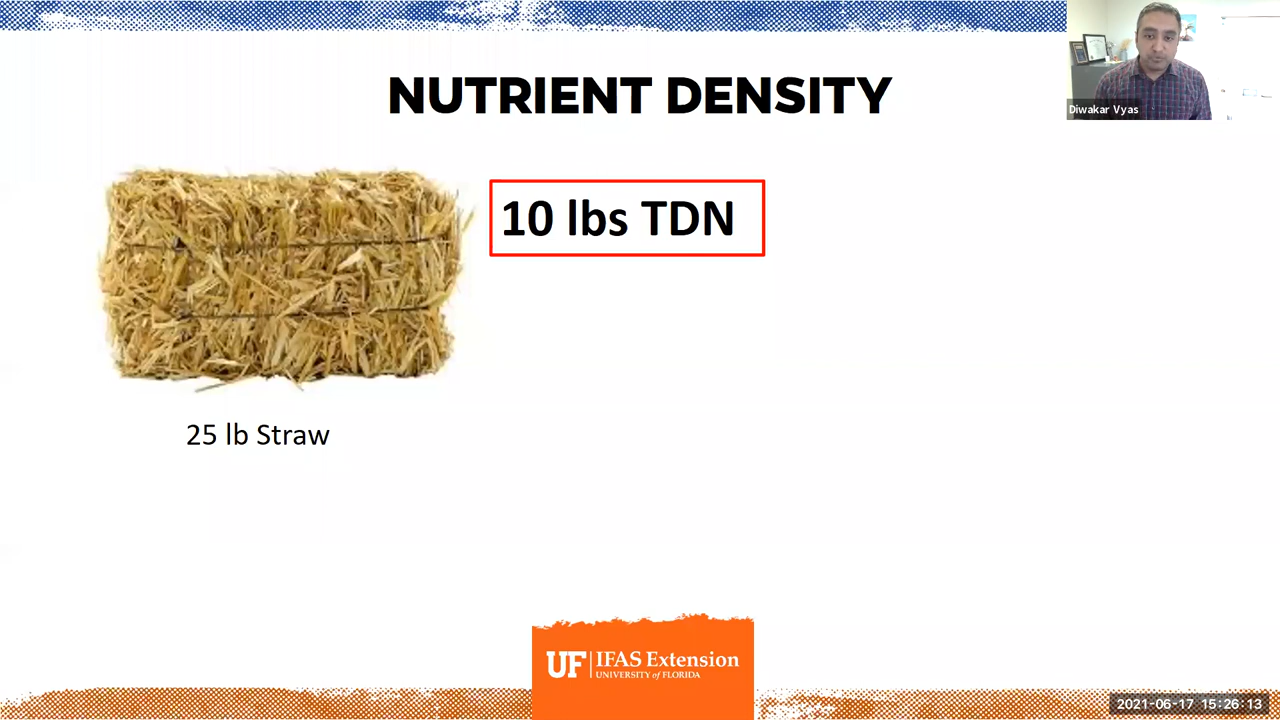 NUTRIENT DENSITY
Diwakar Vyas
10 lbs TDN
25 lb Straw
UF IFAS Extension
UNIVERSITY of FLORIDA
2021-06-17 15:26:13